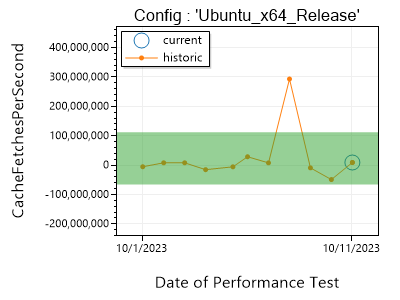 Config : 'Ubuntu_x64_Release'
current
historic
CacheFetchesPerSecond
400,000,000
300,000,000
200,000,000
100,000,000
0
-100,000,000
-200,000,000
10/1/2023
10/11/2023
Date of Performance Test